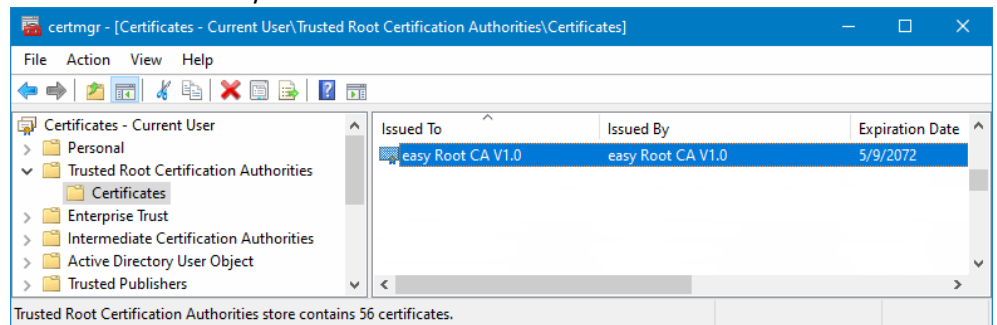 certmgr - [Certificates - Current User\Trusted Root Certification Authorities\Certificates]
File Action View Help
Certificates - Current User
Personal
Trusted Root Certification Authorities
Certificates
Enterprise Trust
Intermediate Certification Authorities
Active Directory User Object
Trusted Publishers
Issued To Issued By Expiration Date
easy Root CA V1.0 easy Root CA V1.0 5/9/2072
Trusted Root Certification Authorities store contains 56 certificates.